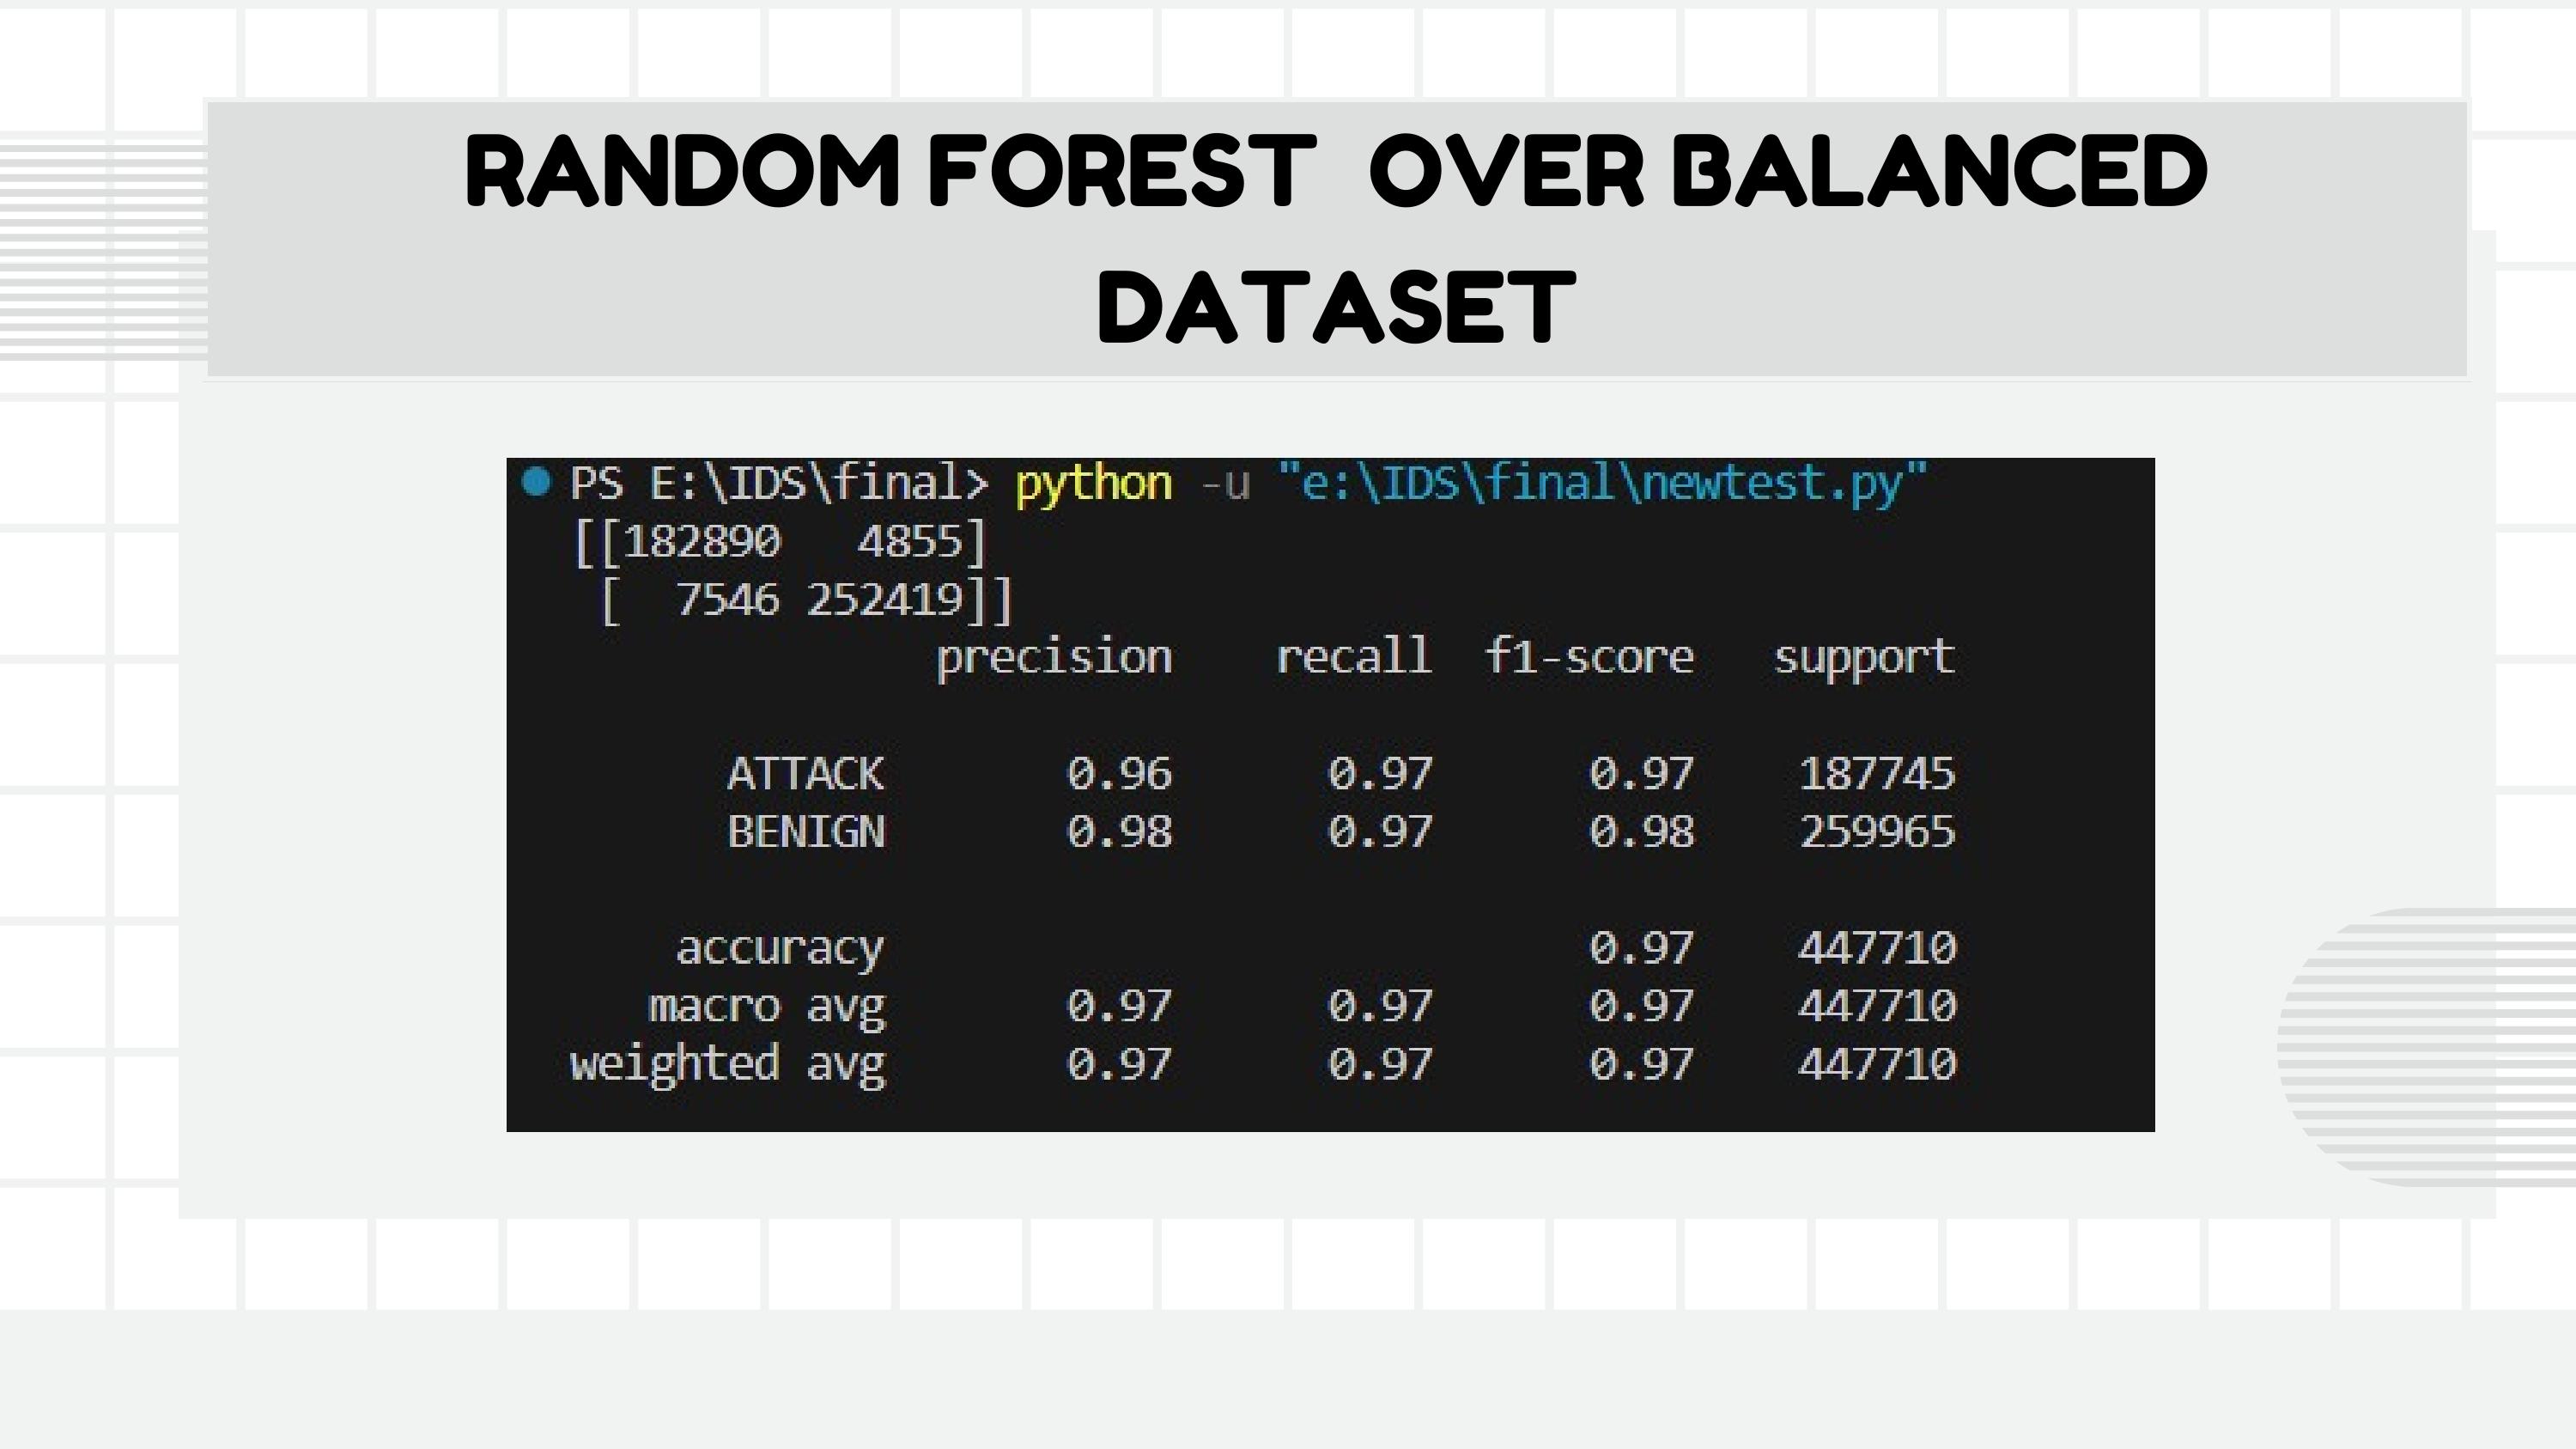 RANDOM FOREST  OVER BALANCED
DATASET
PS E:\IDS\final> python -u "e:\IDS\final\newtest.py"
[[182890   4855]
 [  7546 252419]]
              precision    recall  f1-score   support
      ATTACK       0.96      0.97      0.97    187745
      BENIGN       0.98      0.97      0.98    259965
    accuracy                           0.97    447710
   macro avg       0.97      0.97      0.97    447710
weighted avg       0.97      0.97      0.97    447710